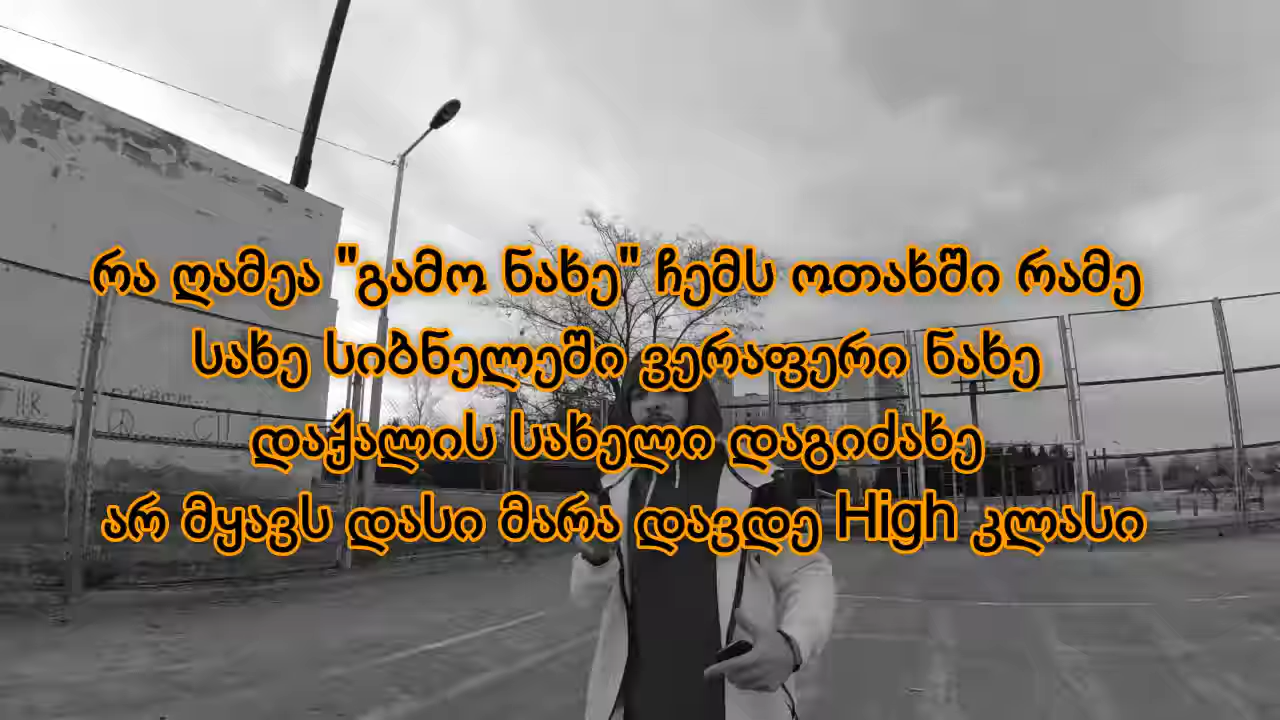 რა ღამეა "გამო ნახე" ჩემს ოთახში რამე
სახე სიბნელეში ვერაფერი ნახე
დაქალის სახელი დაგიძახე
არ მყავს დასი მარა დავდე High კლასი